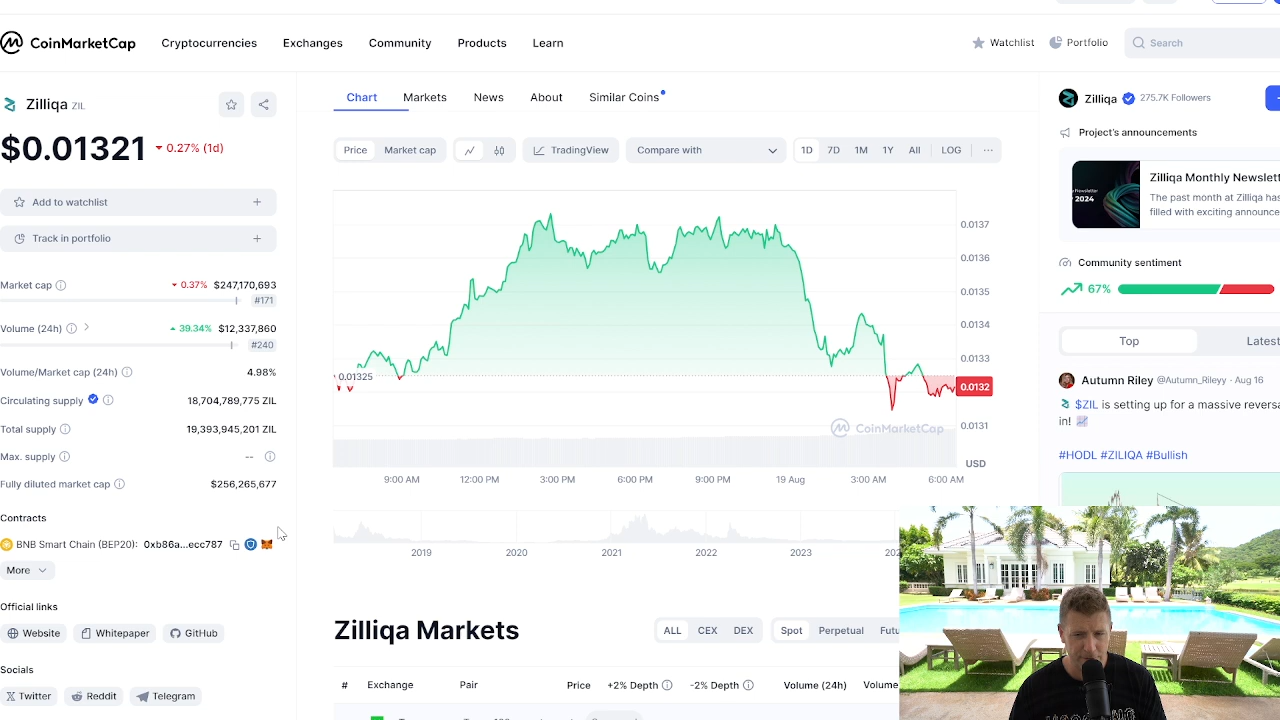 CoinMarketCap Cryptocurrencies Exchanges Community Products Learn Watchlist Portfolio Search
Zilliqa ZIL
$0.01321 0.27% (1d)
Add to watchlist +
Track in portfolio +
Market cap 0.37% $247,170,693
#171
Volume (24h) 39.34% $12,337,860
#240
Volume/Market cap (24h) 4.98%
Circulating supply 18,704,789,775 ZIL
Total supply 19,393,945,201 ZIL
Max. supply --
Fully diluted market cap $256,265,677
Contracts
BNB Smart Chain (BEP20): 0xb86a...ecc787
More
Official links
Website Whitepaper GitHub
Socials
Twitter Reddit Telegram
Chart Markets News About Similar Coins
Price Market cap TradingView Compare with 1D 7D 1M 1Y All LOG ...
0.0137
0.0136
0.0135
0.0134
0.0133
0.01325
0.0132
0.0131
CoinMarketCap
USD
9:00 AM 12:00 PM 3:00 PM 6:00 PM 9:00 PM 19 Aug 3:00 AM 6:00 AM
2019 2020 2021 2022 2023
Zilliqa Markets
ALL CEX DEX Spot Perpetual
# Exchange Pair Price +2% Depth -2% Depth Volume (24h) Volume
Zilliqa 275.7K Followers
Project's announcements
Zilliqa Monthly Newslet
The past month at Zilliqa has
filled with exciting announce
Newsletter
2024
Community sentiment
67%
Top Latest
Autumn Riley @Autumn_Rileyy · Aug 16
$ZIL is setting up for a massive reversa
in!
#HODL #ZILIQA #Bullish